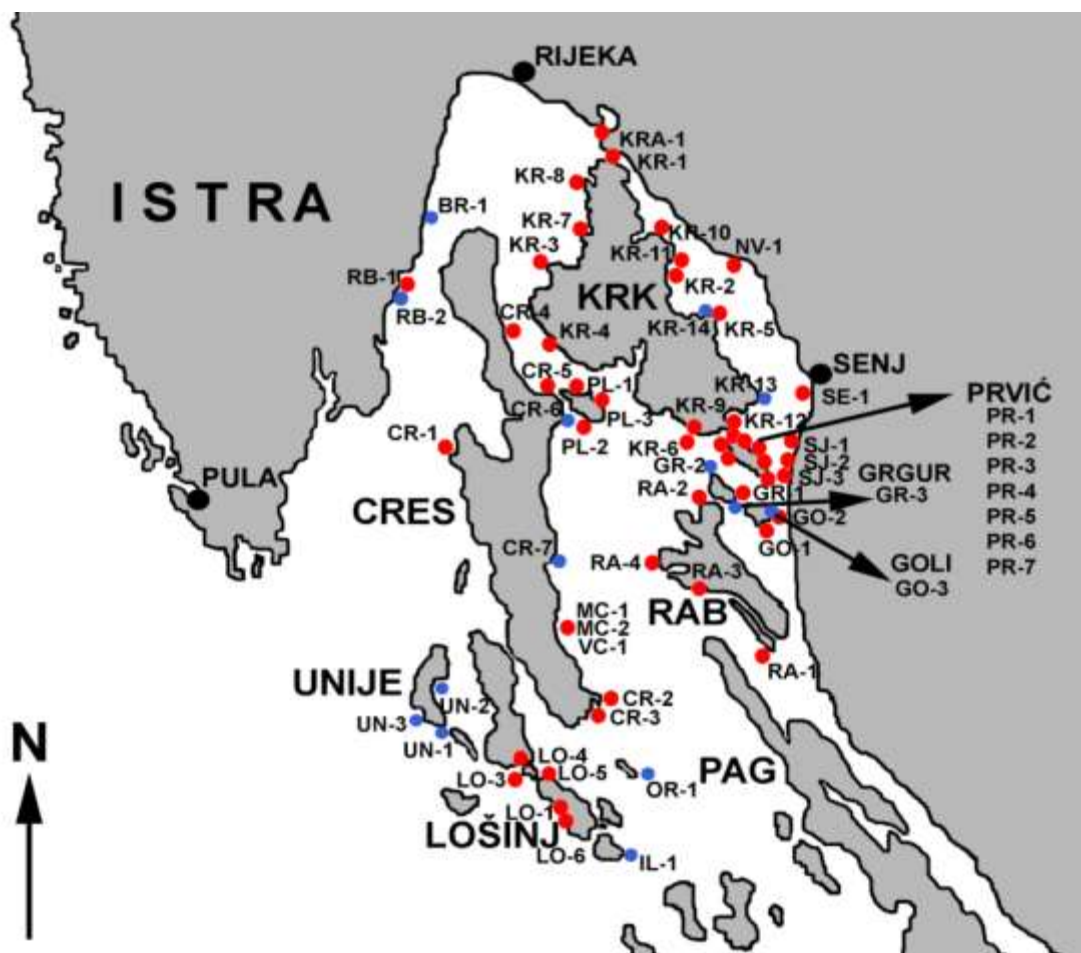 RIJEKA
KRA-1
KR-1
KR-8
ISTRA
BR-1
KR-7
KR-10
KR-3
KR-11
NV-1
RB-1
KR-2
KRK
RB-2
CR-4
KR-4
KR-14
KR-5
SENJ
CR-5
PL-1
KR-13
SE-1
PRVIĆ
CR-6
PL-3
KR-9
KR-12
PR-1
CR-1
PL-2
KR-6
SJ-1
PR-2
GR-2
SJ-2
PR-3
PULA
SJ-3
GRGUR
RA-2
GR-1
GR-3
PR-4
CRES
GO-2
PR-5
GO-1
PR-6
CR-7
RA-4
RA-3
GOLI
PR-7
GO-3
MC-1
RAB
MC-2
VC-1
RA-1
UNIJE
UN-2
CR-2
UN-3
CR-3
UN-1
N
LO-4
PAG
LO-3
LO-5
OR-1
LO-1
LOŠINJ
LO-6
IL-1